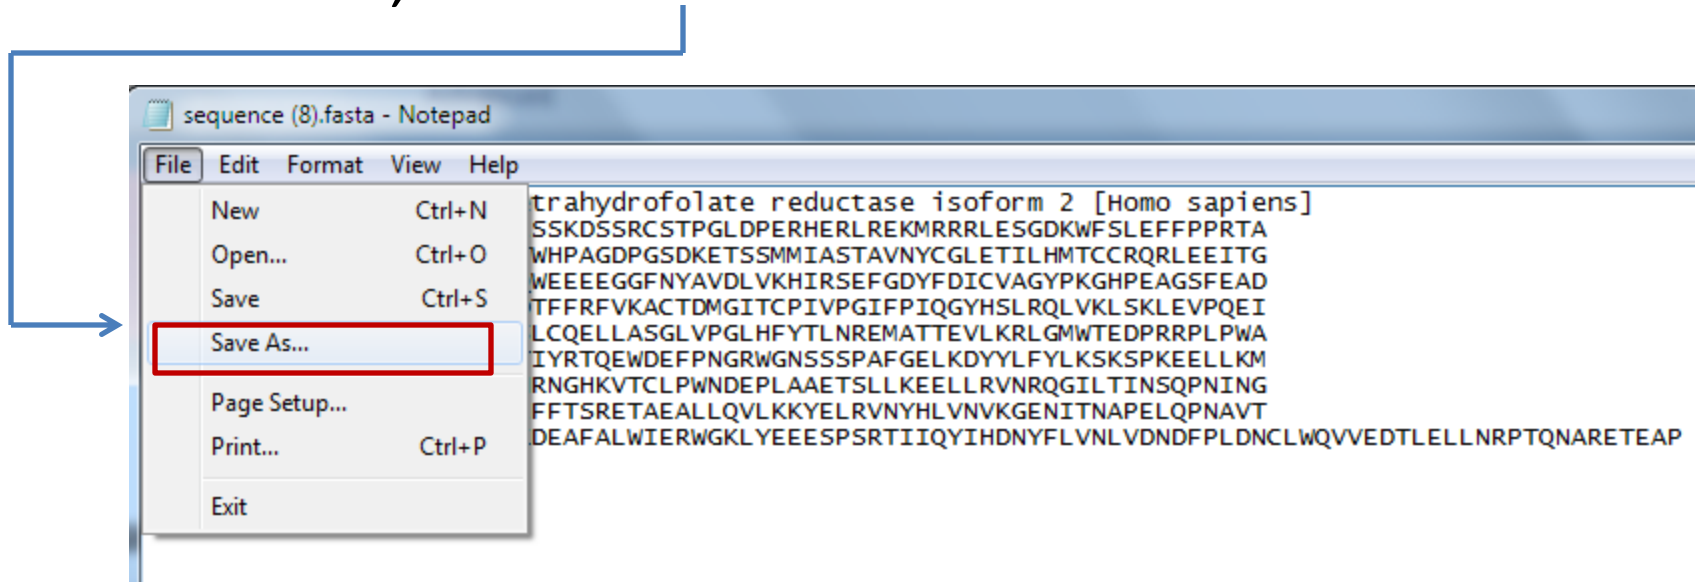 sequence (8).fasta - Notepad
File Edit Format View Help
New Ctrl+N
Open... Ctrl+O
Save Ctrl+S
Save As...
Page Setup...
Print... Ctrl+P
Exit
trahydrofolate reductase isoform 2 [Homo sapiens]
SSKDSSRCSTPGLDPERHERLREKMRRRLESGDKWFSLEFFPPRTA
WHPAGDPGSDKETSSMMIASTAVNYCGLETILHMTCCRQRLEEITG
WEEEEGGFNYAVDLVKHIRSEFGDYFDICVAGYPKGHPEAGSFEAD
TFFRFVKACTDMGITCPIVPGIFPIQGYHSLRQLVKLSKLEVPQEI
LCQELLASGLVPGLHFYTLNREMATTEVLKRLGMWTEDPRRPLPWA
IYRTQEWDEFPNGRWGNSSSPAFGELKDYYLFYLKSKSPKEELLKM
RNGHKVTCLPWNDEPLAAETSLLKEELLRVNRQGILTINSQPNING
FFTSRETAEALLQVLKKYELRVNYHLVNVKGENITNAPELQPNAVT
DEAFALWIERWGKLYEEESPSRTIIQYIHDNYFLVNLVDNDFPLDNCLWQVVEDTLELLNRPTQNARETEAP